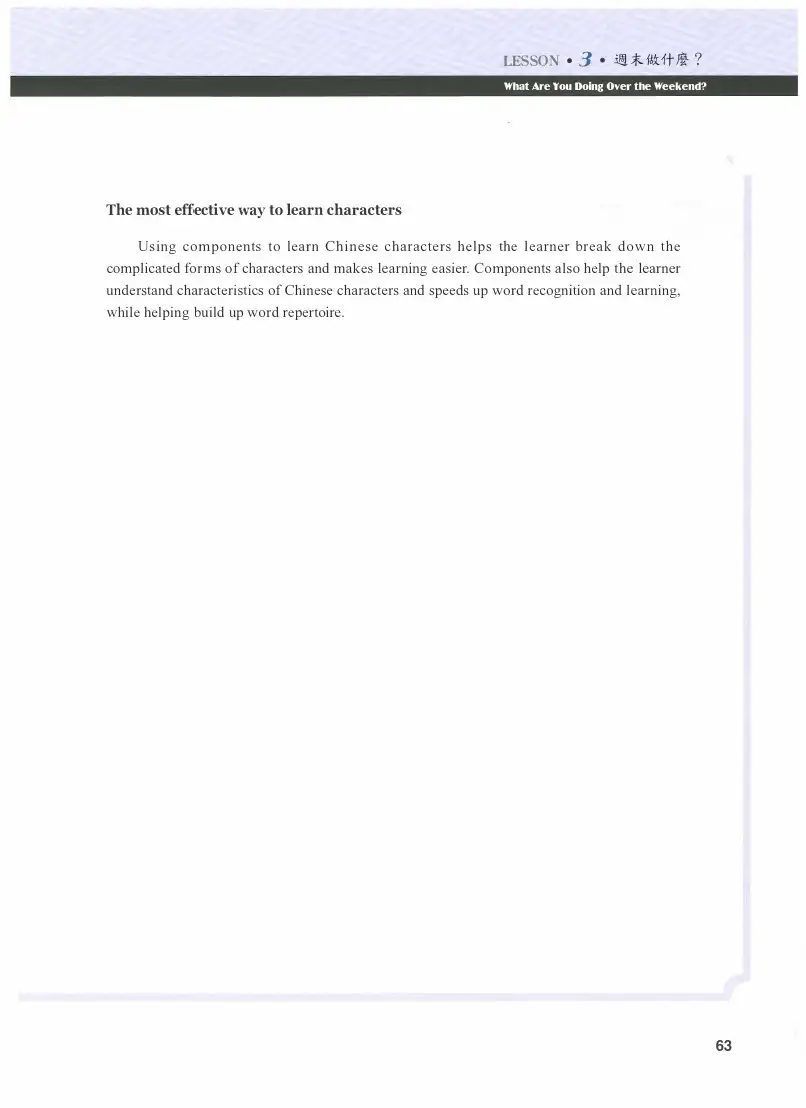 LESSON • 3 • 週末做什麼？
What Are You Doing Over the Weekend?
The most effective way to learn characters
Using components to learn Chinese characters helps the learner break down the
complicated forms of characters and makes learning easier. Components also help the learner
understand characteristics of Chinese characters and speeds up word recognition and learning,
while helping build up word repertoire.
63